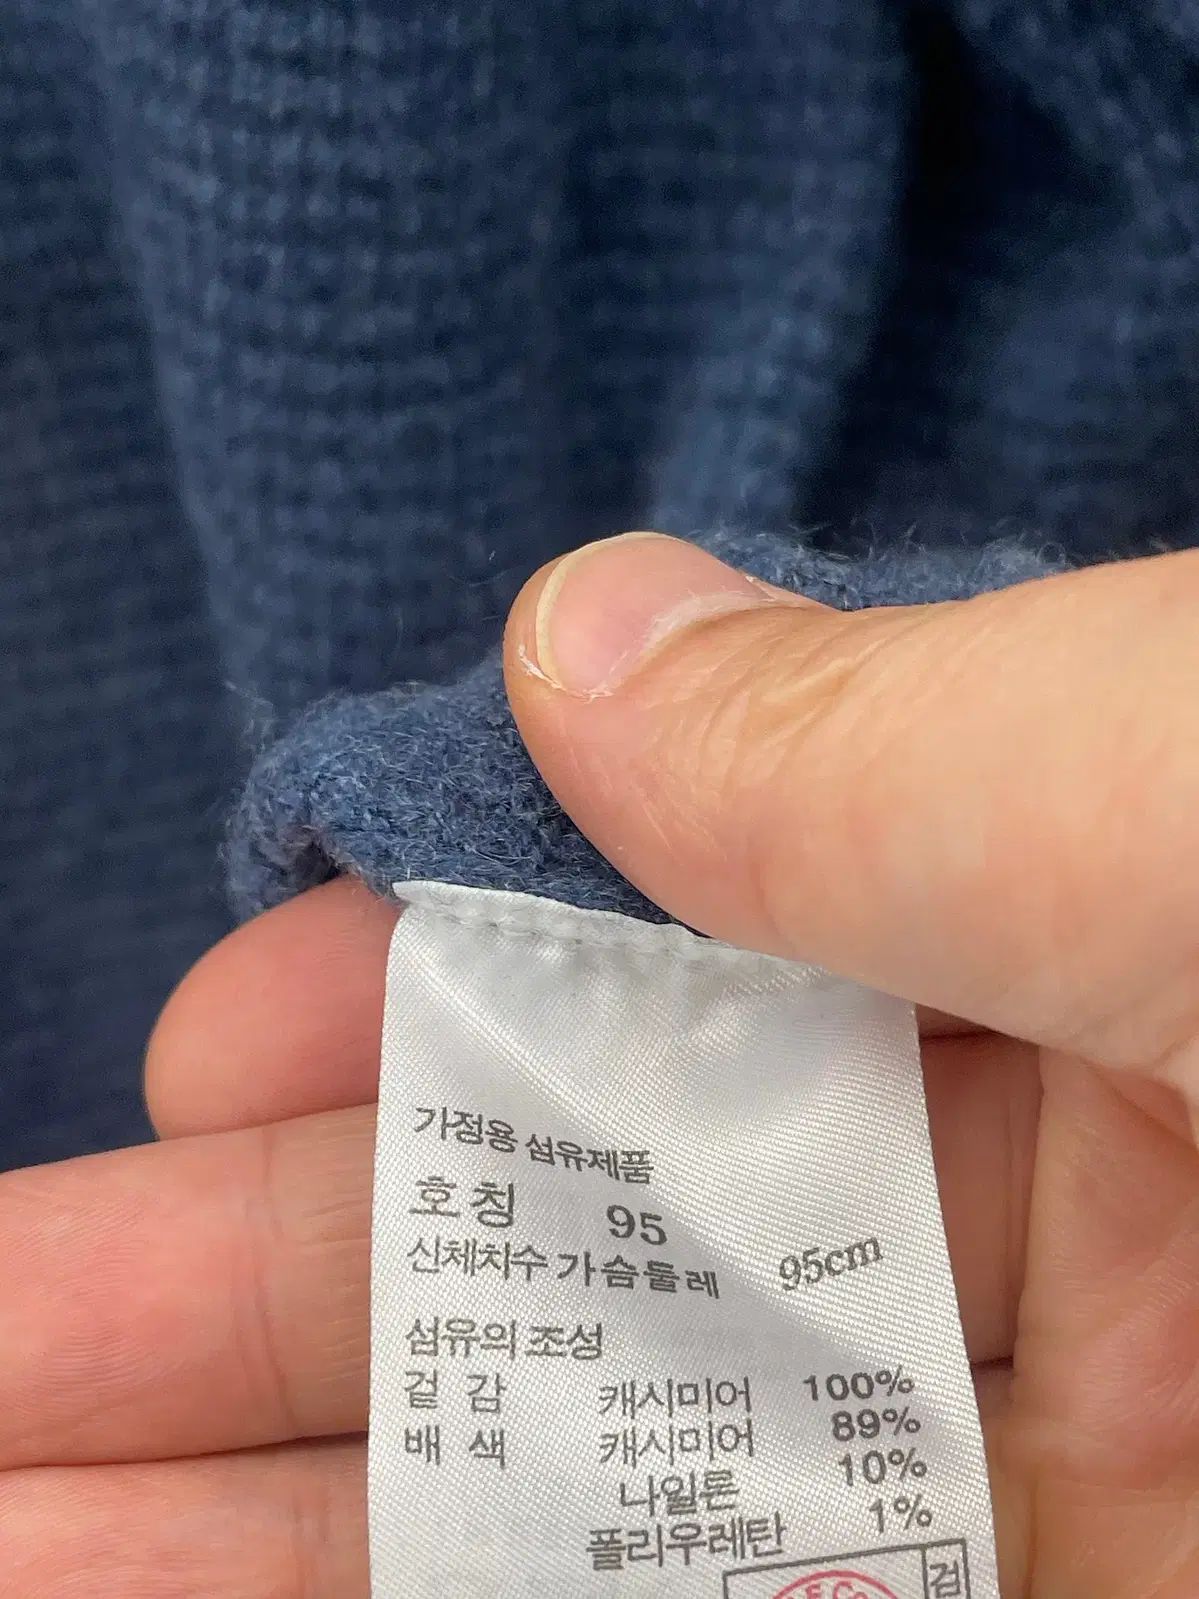 가정용 섬유제품
호칭 95
신체치수 가슴둘레 95cm
섬유의 조성
겉 감 캐시미어 100%
배 색 캐시미어 89%
나일론 10%
폴리우레탄 1%
검